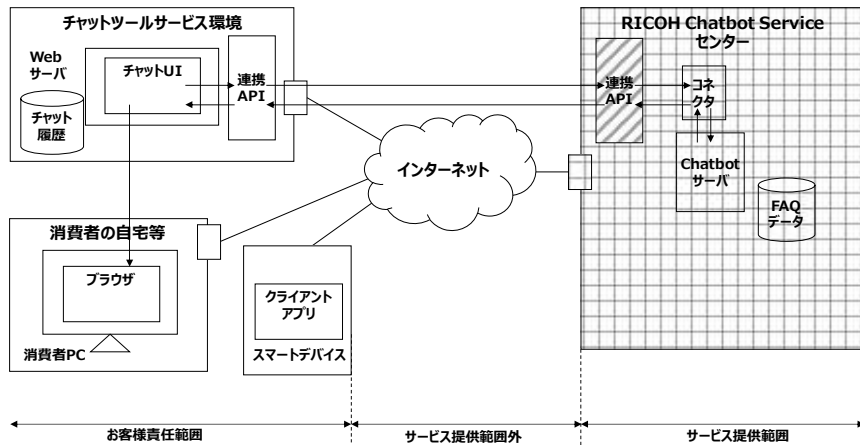 チャットツールサービス環境
Web
サーバ
チャット
履歴
チャットUI
連携
API
RICOH Chatbot Service
センター
連携
API
コネ
クタ
Chatbot
サーバ
FAQ
データ
インターネット
消費者の自宅等
ブラウザ
消費者PC
クライアント
アプリ
スマートデバイス
お客様責任範囲
サービス提供範囲外
サービス提供範囲